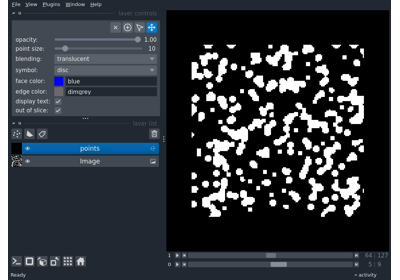 File View Plugins Window Help
layer controls
opacity: 1.00
point size: 10
blending: translucent
symbol: disc
face color: blue
edge color: dimgrey
display text:
out of slice:
layer list
points
Image
1 64 127
0 5 9
Ready activity